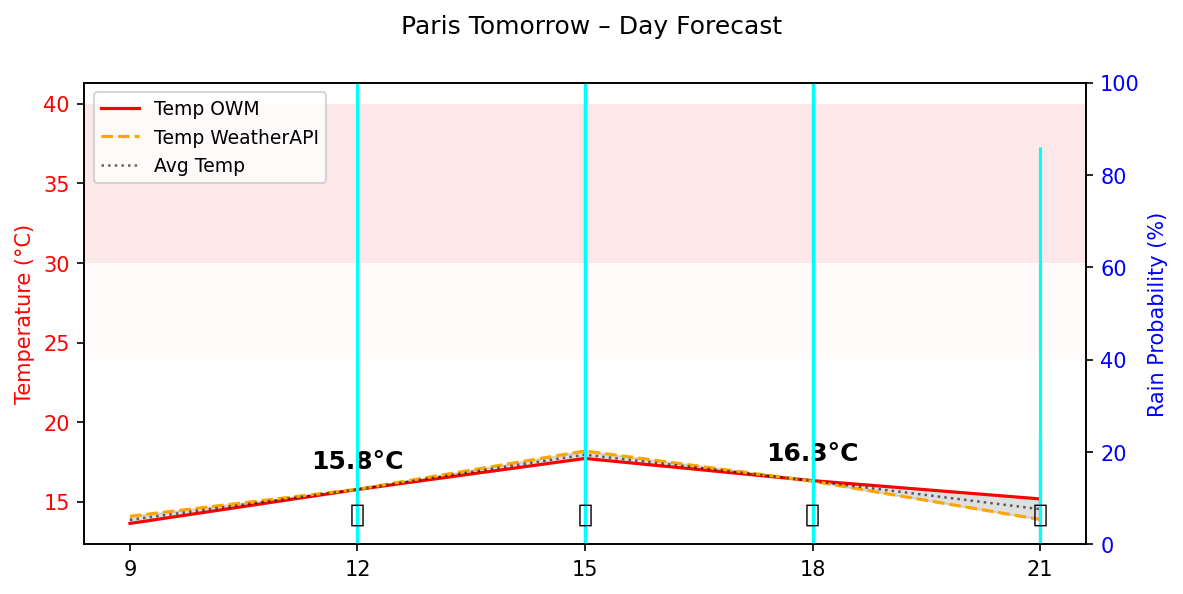 Paris Tomorrow – Day Forecast
Temp OWM
Temp WeatherAPI
Avg Temp
Temperature (°C)
40
35
30
25
20
15
15.8°C
16.3°C
100
80
60
40
20
0
Rain Probability (%)
9
12
15
18
21